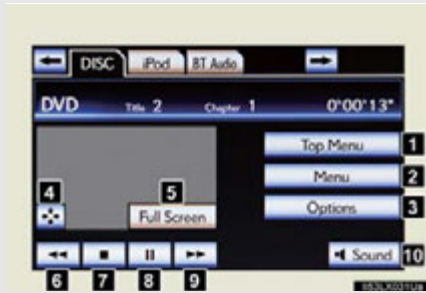 DISC iPod BT Audio
DVD Title 2 Chapter 1 0°00'13"
Top Menu 1
Menu 2
4 5
Full Screen
Options 3
Sound 10
6 7 8 9